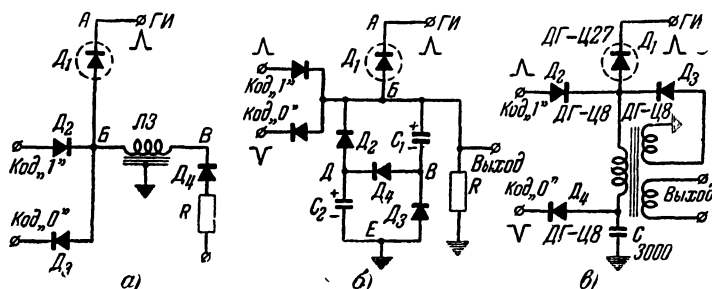 А
ГИ
Д₁
Д₂
Код„1"
Б
ЛЗ
В
Д₄
R
Код„0"
Д₃
а)
А
ГИ
Д₁
Код„1"
Б
Код„0"
Д₂
C₁
+
-
Выход
Д
Д₄
В
R
C₂
+
-
Д₃
Е
б)
ГИ
ДГ-Ц27
Д₁
Д₂
Д₃
Код„1"
ДГ-Ц8
ДГ-Ц8
Код„0"
Д₄
Выход
ДГ-Ц8
C
3000
в)